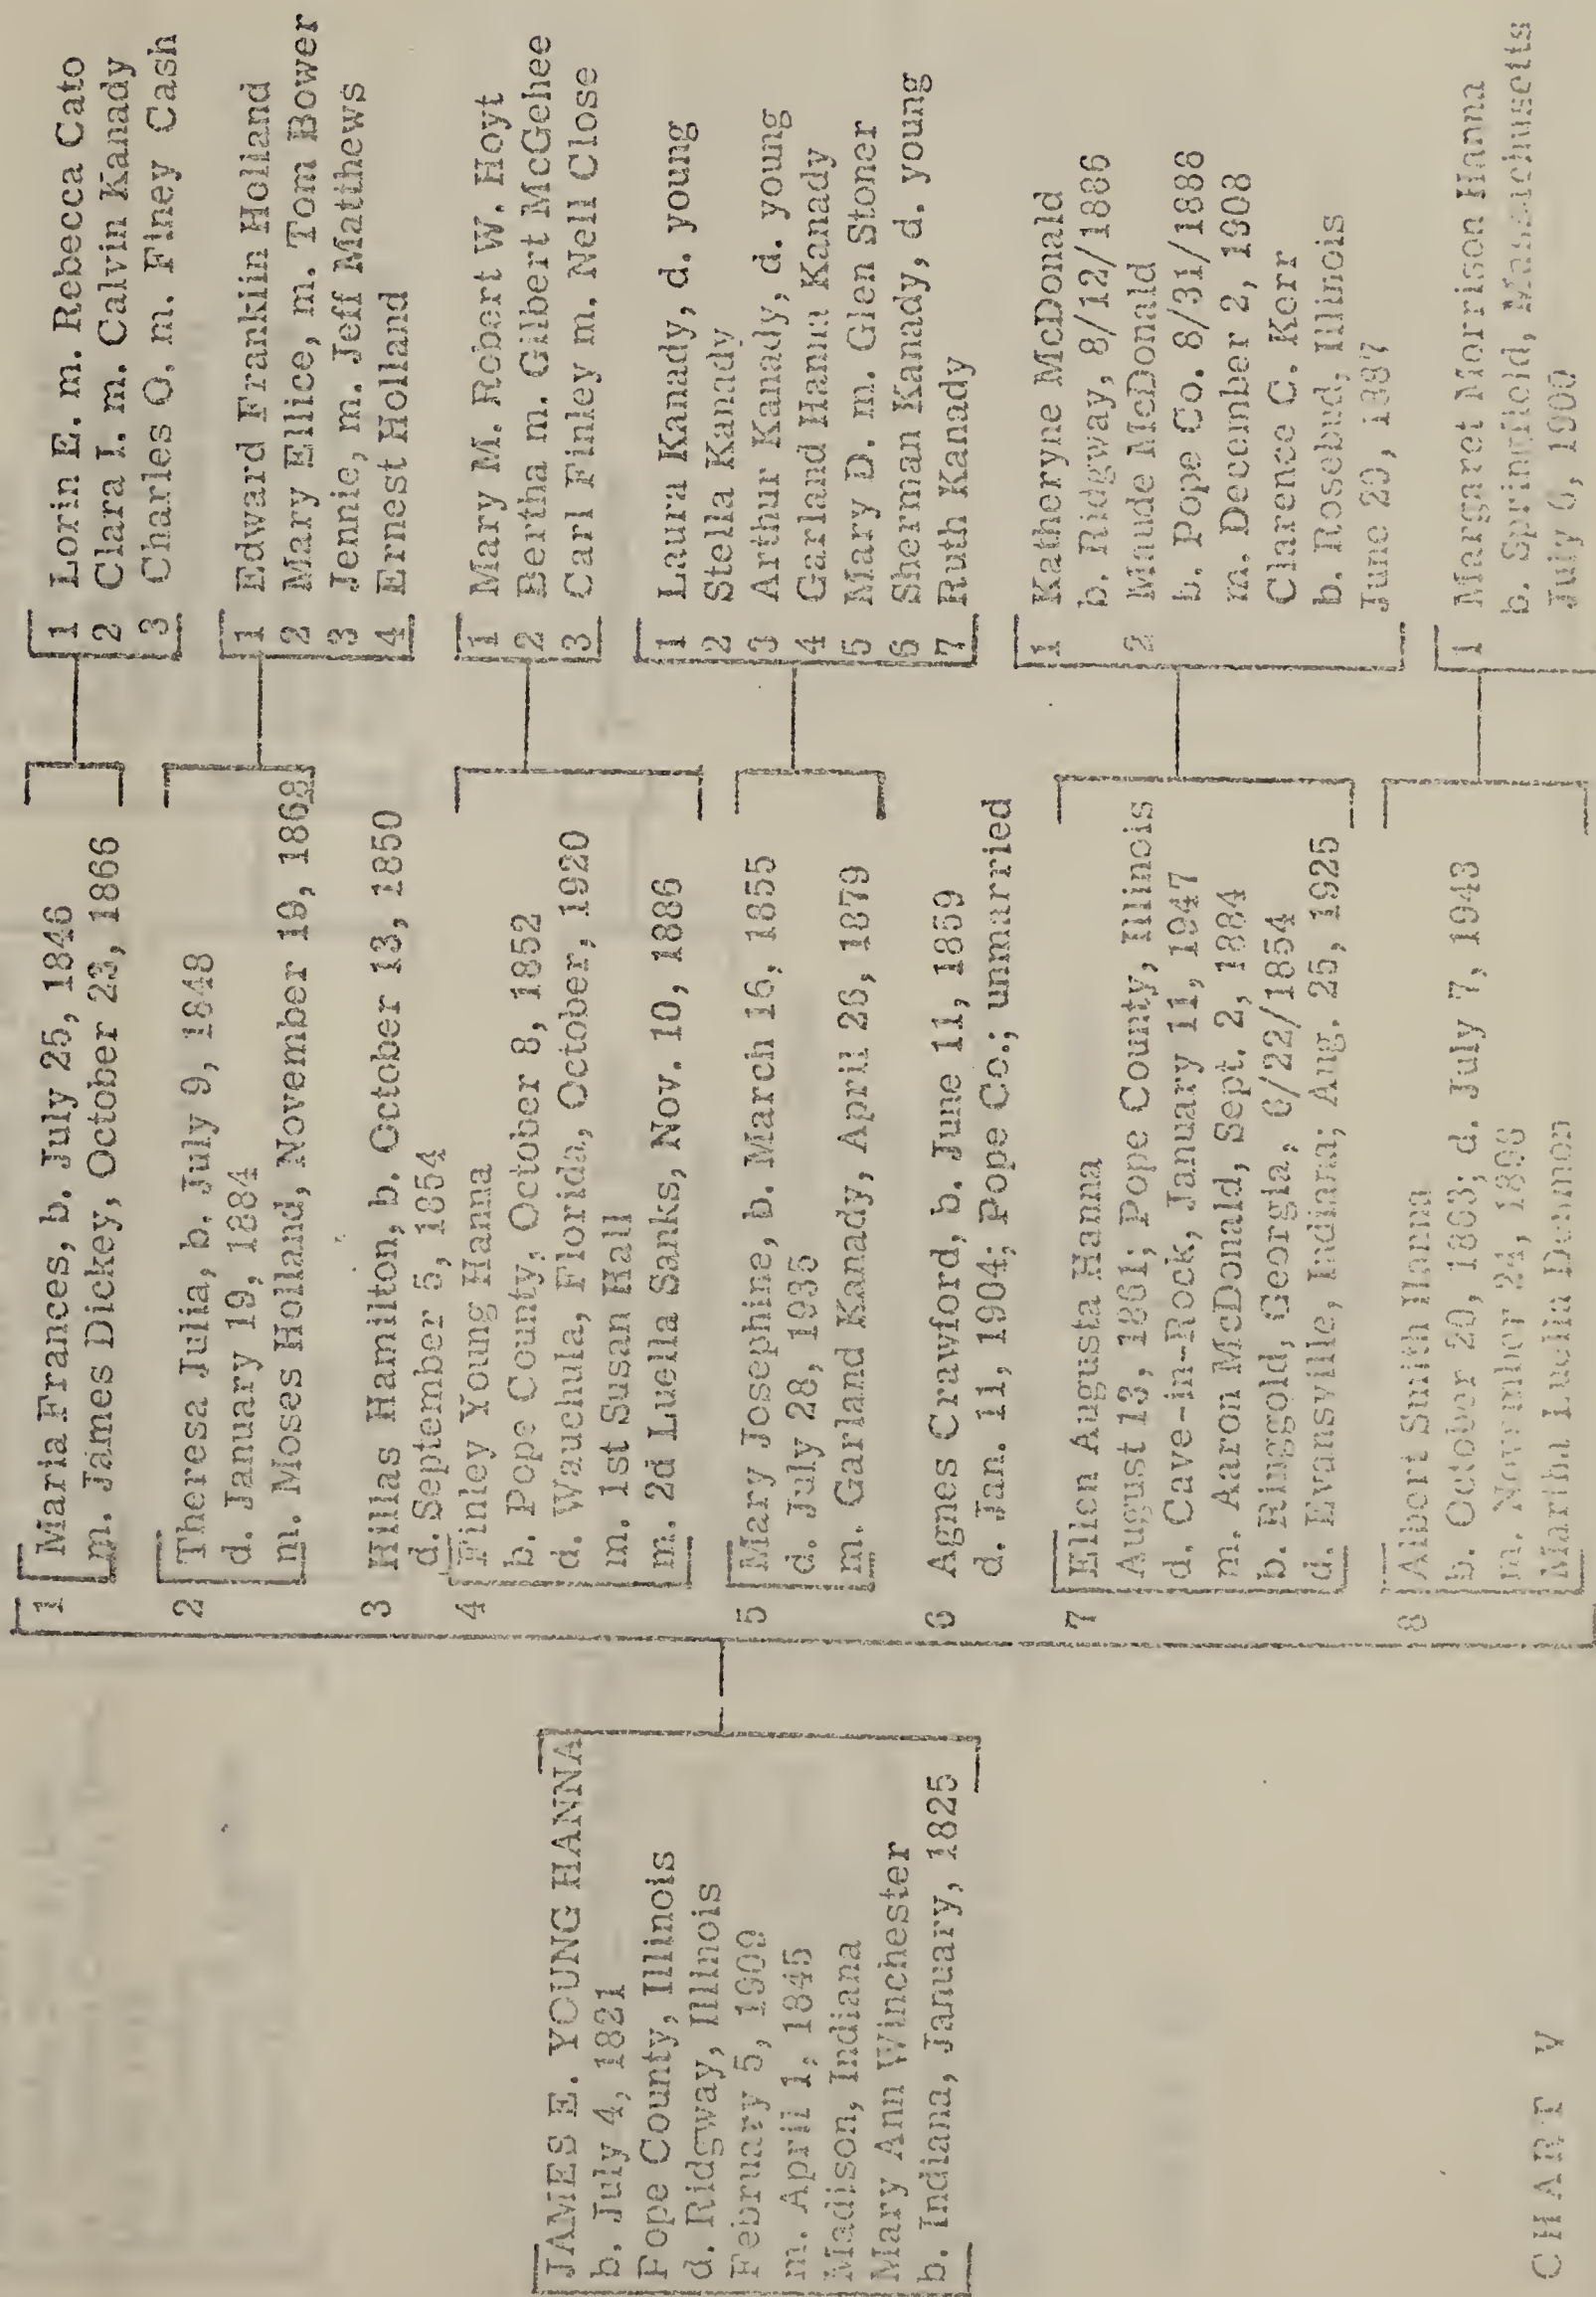 JAMES E. YOUNG HANNA
b. July 4, 1821
Pope County, Illinois
d. Ridgway, Illinois
February 5, 1909
m. April 1, 1845
Madison, Indiana
Mary Ann Winchester
b. Indiana, January, 1825
1 Maria Frances, b. July 25, 1846
m. James Dickey, October 23, 1866
2 Theresa Julia, b. July 9, 1848
d. January 19, 1884
m. Moses Holland, November 19, 1868
3 Hillas Hamilton, b. October 13, 1850
d. September 5, 1854
4 Finley Young Hanna
b. Pope County, October 8, 1852
d. Wauchula, Florida, October, 1920
m. 1st Susan Hall
m. 2d Luella Sanks, Nov. 10, 1886
5 Mary Josephine, b. March 16, 1855
d. July 28, 1935
m. Garland Kanady, April 26, 1879
6 Agnes Crawford, b. June 11, 1859
d. Jan. 11, 1904; Pope Co.; unmarried
7 Ellen Augusta Hanna
August 13, 1861; Pope County, Illinois
d. Cave-in-Rock, January 11, 1947
m. Aaron McDonald, Sept. 2, 1884
b. Ringgold, Georgia, 6/22/1854
d. Evansville, Indiana; Aug. 25, 1925
8 Albert Smith Hanna
b. October 20, 1863; d. July 7, 1943
m. November 24, 1898
Martha Luella
1 Lorin E. m. Rebecca Cato
2 Clara I. m. Calvin Kanady
3 Charles O. m. Finey Cash
1 Edward Franklin Holland
2 Mary Ellice, m. Tom Bower
3 Jennie, m. Jeff Matthews
4 Ernest Holland
1 Mary M. Robert W. Hoyt
2 Bertha m. Gilbert McGehee
3 Carl Finley m. Nell Close
1 Laura Kanady, d. young
2 Stella Kanady
3 Arthur Kanady, d. young
4 Garland Hanna Kanady
5 Mary D. m. Glen Stoner
6 Sherman Kanady, d. young
7 Ruth Kanady
1 Katheryne McDonald
b. Ridgway, 8/12/1886
2 Maude McDonald
b. Pope Co. 8/31/1888
m. December 2, 1908
Clarence C. Kerr
b. Rosebud, Illinois
June 20, 1887
1 Margaret Morrison Hanna
b. Springfield, Massachusetts
July 6, 1900
CHART V